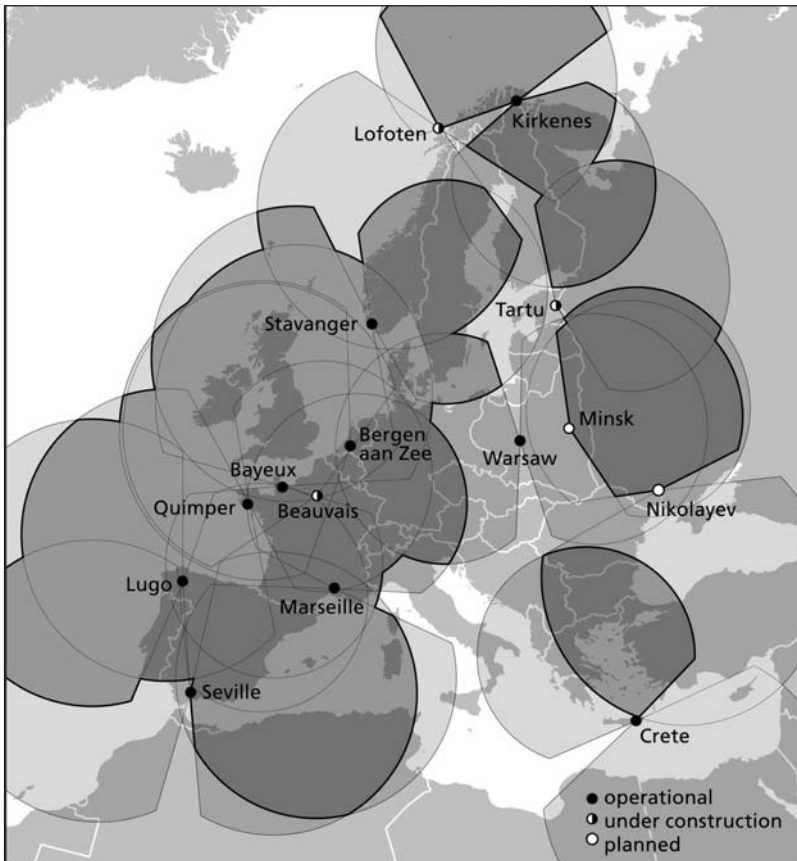 Lofoten
Kirkenes
Stavanger
Tartu
Minsk
Bergen
aan Zee
Warsaw
Bayeux
Beauvais
Quimper
Nikolayev
Lugo
Marseille
Seville
Crete
operational
under construction
planned